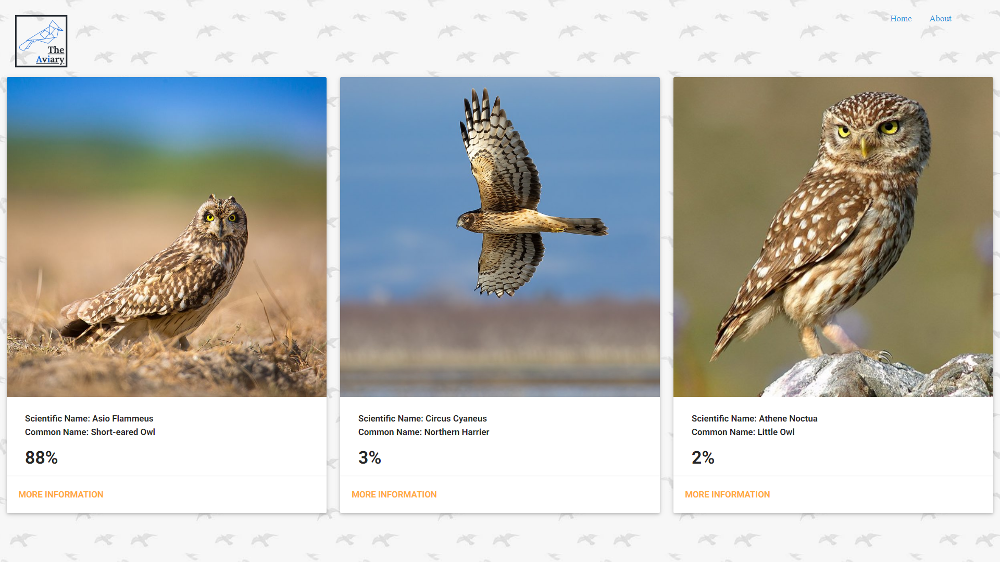 The
Aviary
Home
About
Scientific Name: Asio Flammeus
Common Name: Short-eared Owl
88%
MORE INFORMATION
Scientific Name: Circus Cyaneus
Common Name: Northern Harrier
3%
MORE INFORMATION
Scientific Name: Athene Noctua
Common Name: Little Owl
2%
MORE INFORMATION